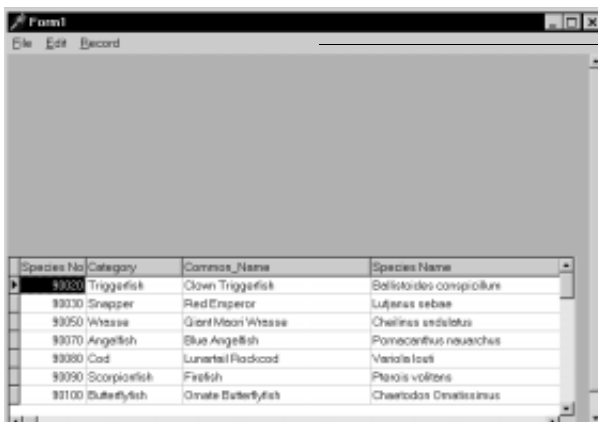 Form1
File Edit Record
Species No Category Common_Name Species Name
90020 Triggerfish Clown Triggerfish Ballistoides conspicillum
90030 Snapper Red Emperor Lutjanus sebae
90050 Wrasse Giant Maori Wrasse Cheilinus undulatus
90070 Angelfish Blue Angelfish Pomacanthus nauarchus
90080 Cod Lunartail Rockcod Variola louti
90090 Scorpionfish Firefish Pterois volitans
90100 Butterflyfish Ornate Butterflyfish Chaetodon Ornatissimus